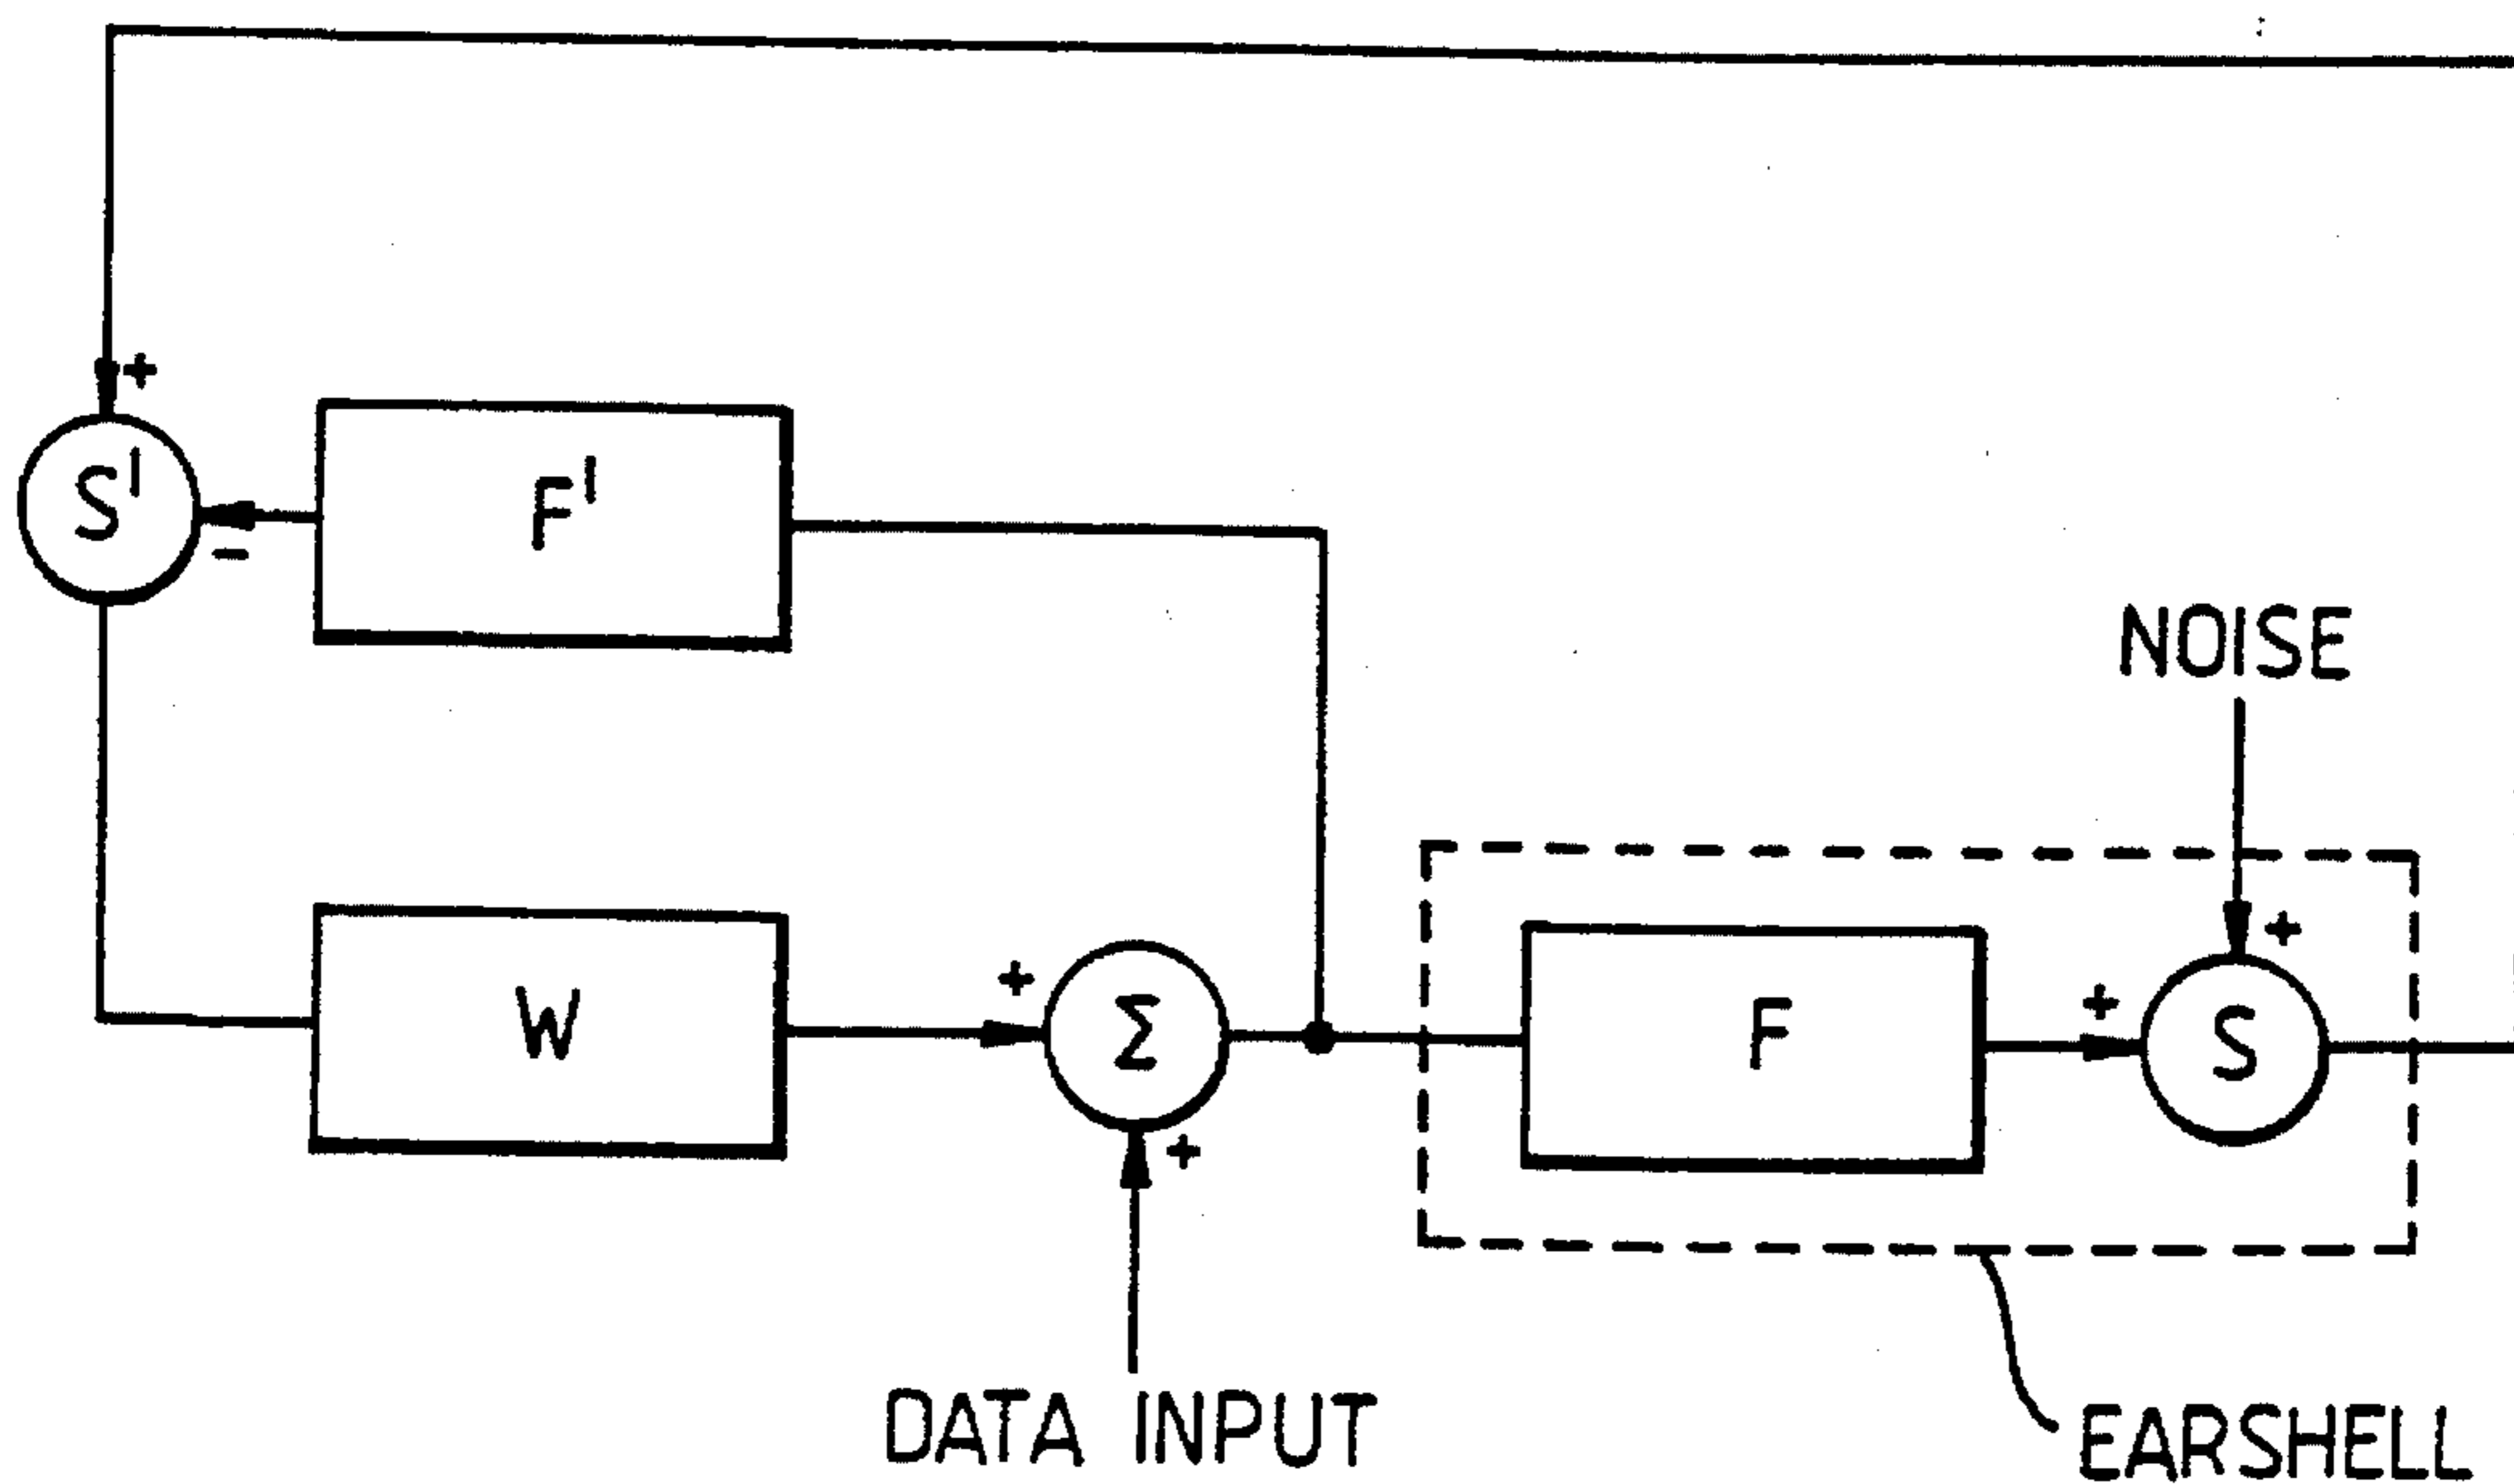 +
S'
F'
-
NOISE
W
+
Σ
+
F
+
S
+
DATA INPUT
EARSHELL